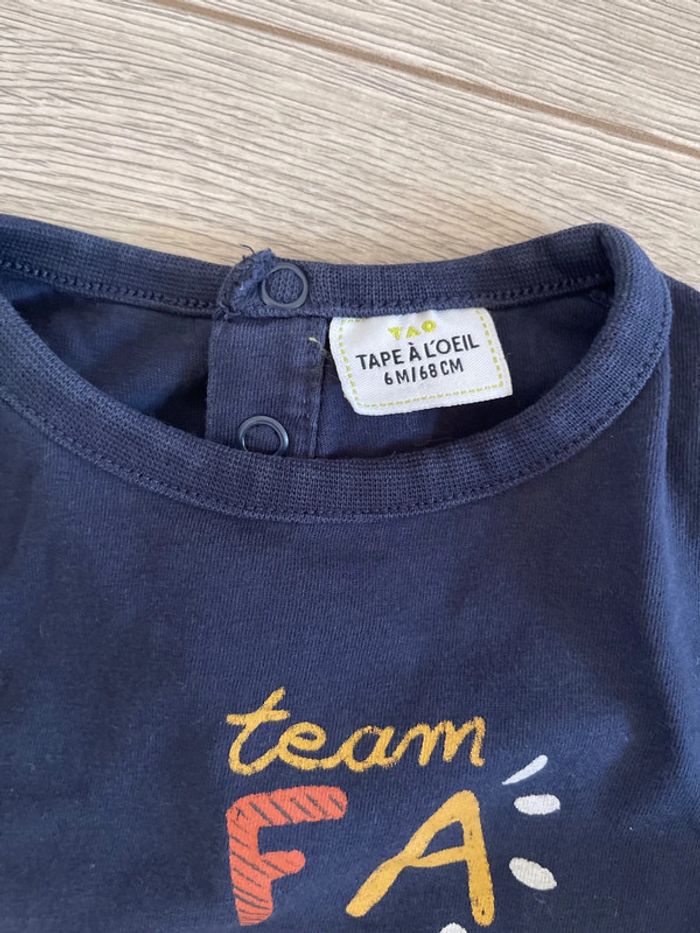 TAO
TAPE À L'OEIL
6M/68CM
team
FA